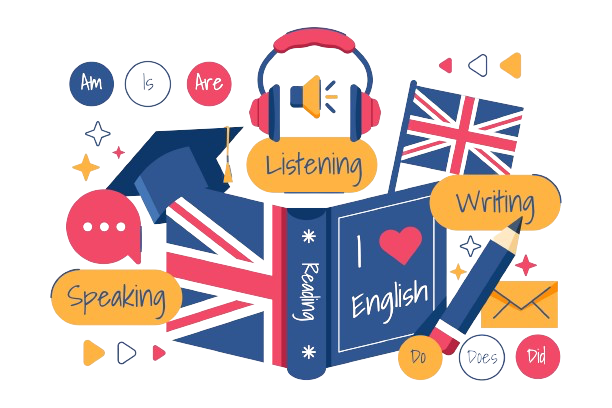 Am Is Are
Listening
Writing
Speaking
Reading
I
English
Do Does Did